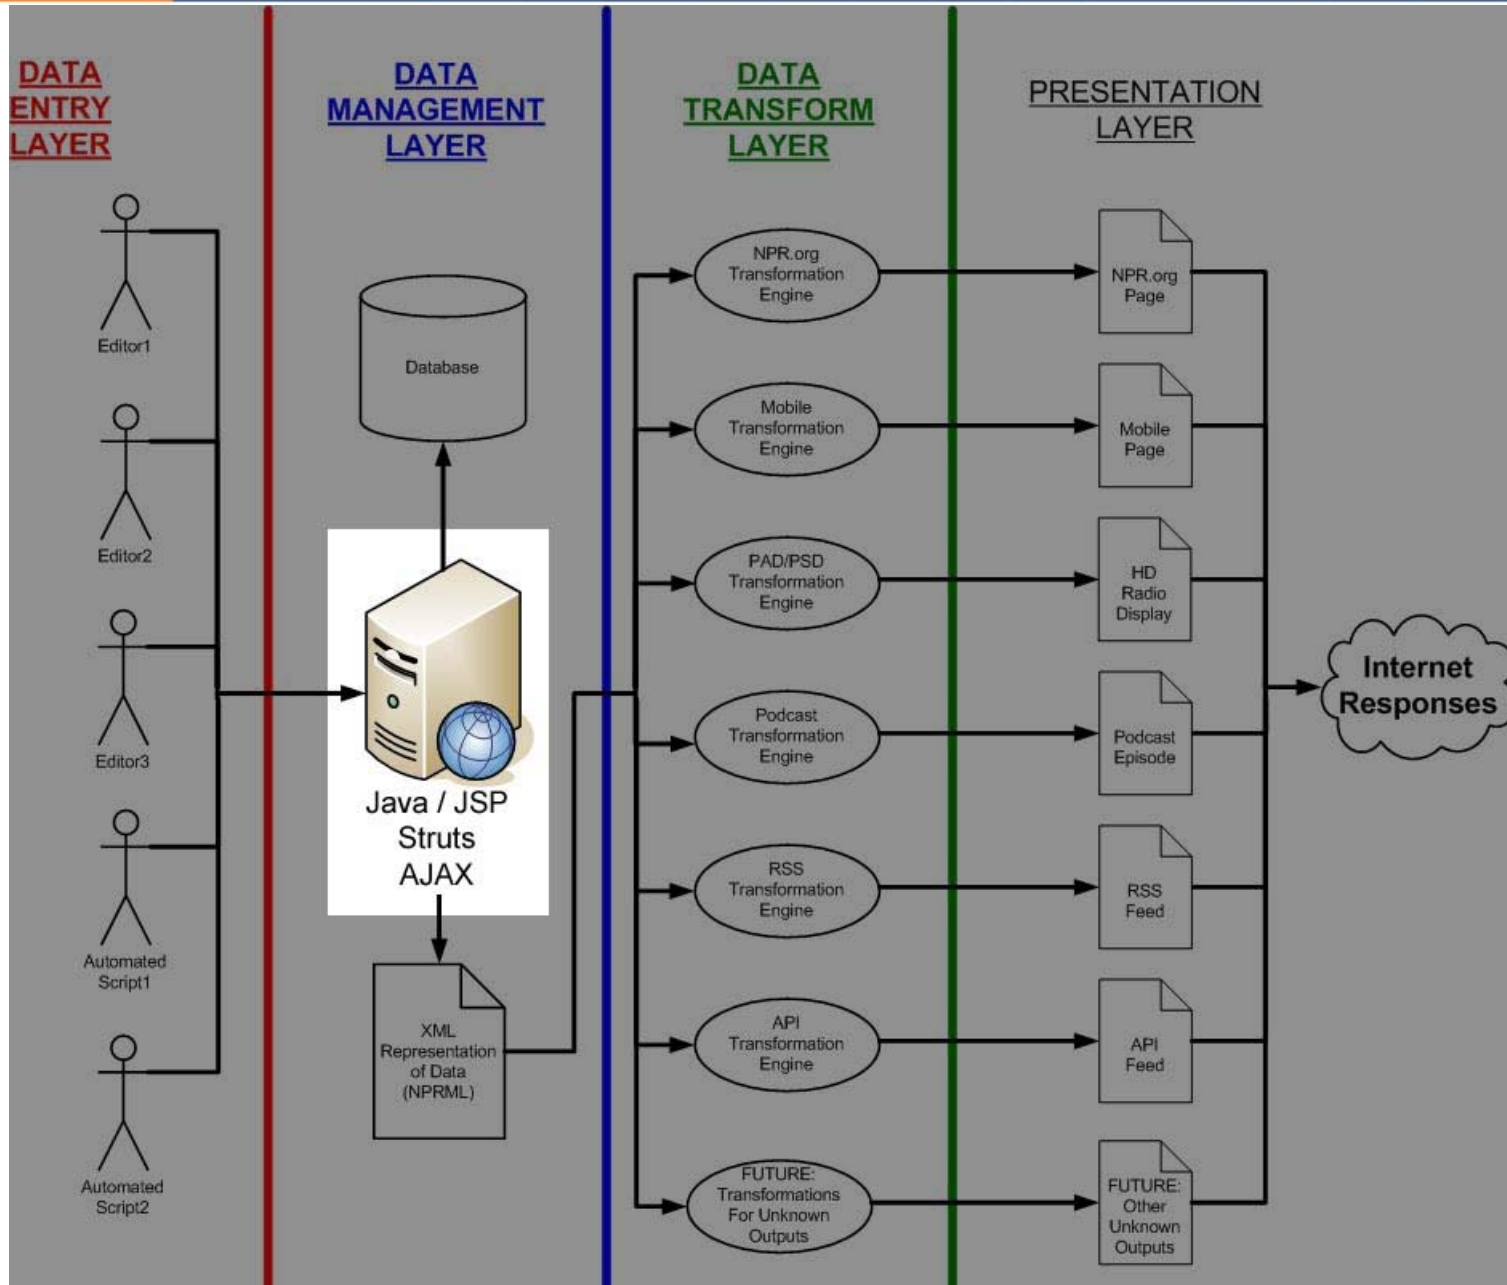 DATA
ENTRY
LAYER
DATA
MANAGEMENT
LAYER
DATA
TRANSFORM
LAYER
PRESENTATION
LAYER
Editor1
Editor2
Editor3
Automated
Script1
Automated
Script2
Database
Java / JSP
Struts
AJAX
XML
Representation
of Data
(NPRML)
NPR.org
Transformation
Engine
Mobile
Transformation
Engine
PAD/PSD
Transformation
Engine
Podcast
Transformation
Engine
RSS
Transformation
Engine
API
Transformation
Engine
FUTURE:
Transformations
For Unknown
Outputs
NPR.org
Page
Mobile
Page
HD
Radio
Display
Podcast
Episode
RSS
Feed
API
Feed
FUTURE:
Other
Unknown
Outputs
Internet
Responses